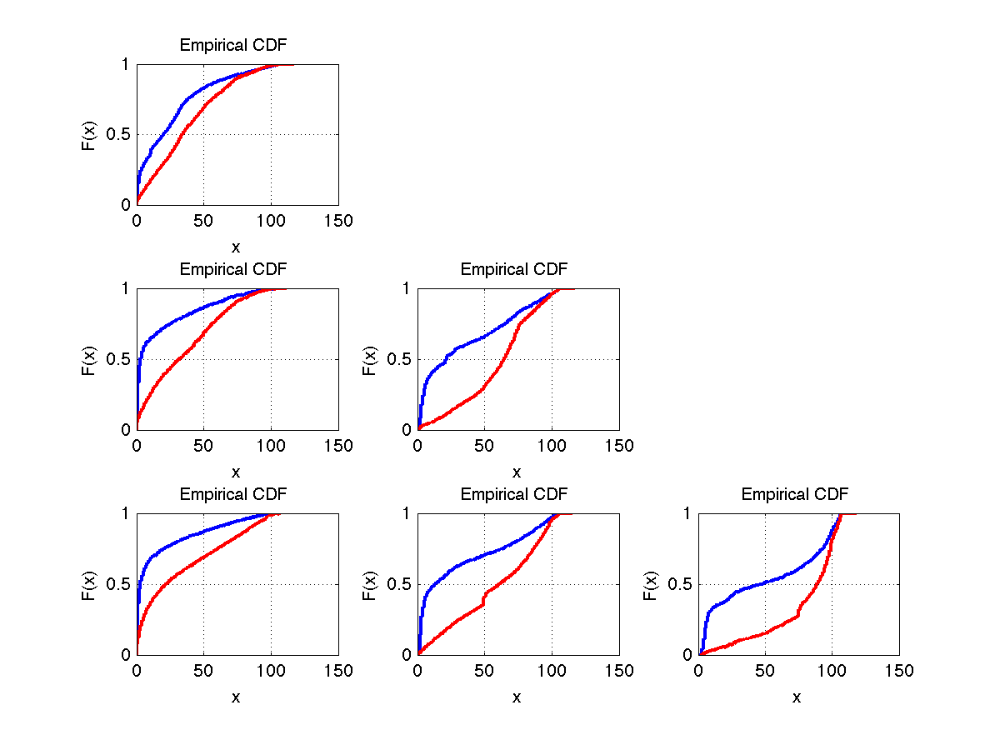 Empirical CDF
1
0.5
0
F(x)
0 50 100 150
x
Empirical CDF Empirical CDF
1 1
0.5 0.5
0 0
F(x) F(x)
0 50 100 150 0 50 100 150
x x
Empirical CDF Empirical CDF Empirical CDF
1 1 1
0.5 0.5 0.5
0 0 0
F(x) F(x) F(x)
0 50 100 150 0 50 100 150 0 50 100 150
x x x